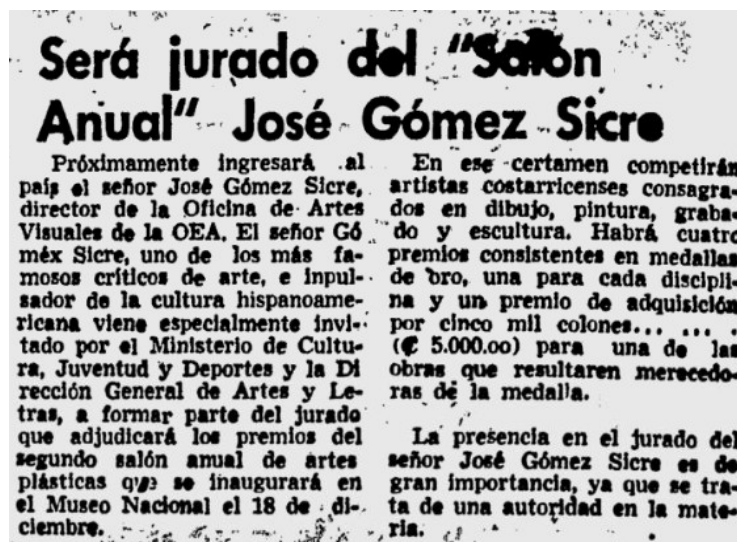 Será jurado del "Salón
Anual" José Gómez Sicre
Próximamente ingresará al
país el señor José Gómez Sicre,
director de la Oficina de Artes
Visuales de la OEA. El señor Gó
méx Sicre, uno de los más fa-
mosos críticos de arte, e inpul-
sador de la cultura hispanoame-
ricana viene especialmente invi-
tado por el Ministerio de Cultu-
ra, Juventud y Deportes y la Di
rección General de Artes y Le-
tras, a formar parte del jurado
que adjudicará los premios del
segundo salón anual de artes
plásticas que se inaugurará en
el Museo Nacional el 18 de di-
ciembre.
En ese certamen competirán
artistas costarricenses consagra-
dos en dibujo, pintura, graba-
do y escultura. Habrá cuatro
premios consistentes en medallas
de oro, una para cada discipli-
na y un premio de adquisición
por cinco mil colones... ... .
(₡ 5.000.oo) para una de las
obras que resultaren merecedo-
ras de la medalla.
La presencia en el jurado del
señor José Gómez Sicre es de
gran importancia, ya que se tra-
ta de una autoridad en la mate-
ria.